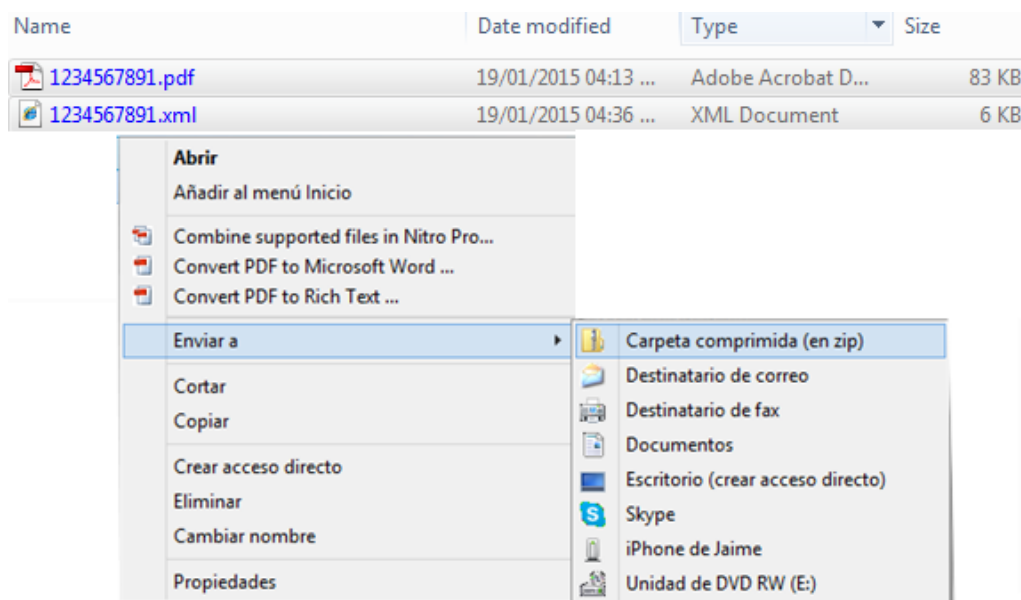 Name Date modified Type Size
1234567891.pdf 19/01/2015 04:13 ... Adobe Acrobat D... 83 KB
1234567891.xml 19/01/2015 04:36 ... XML Document 6 KB
Abrir
Añadir al menú Inicio
Combine supported files in Nitro Pro...
Convert PDF to Microsoft Word ...
Convert PDF to Rich Text ...
Enviar a
Cortar
Copiar
Crear acceso directo
Eliminar
Cambiar nombre
Propiedades
Carpeta comprimida (en zip)
Destinatario de correo
Destinatario de fax
Documentos
Escritorio (crear acceso directo)
Skype
iPhone de Jaime
Unidad de DVD RW (E:)